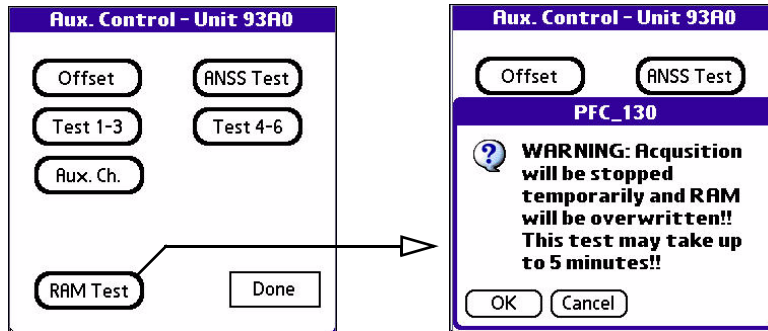 Aux. Control - Unit 93A0
Offset
ANSS Test
Test 1-3
Test 4-6
Aux. Ch.
RAM Test
Done
Aux. Control - Unit 93A0
Offset
ANSS Test
PFC_130
WARNING: Acqusition
will be stopped
temporarily and RAM
will be overwritten!!
This test may take up
to 5 minutes!!
OK
Cancel